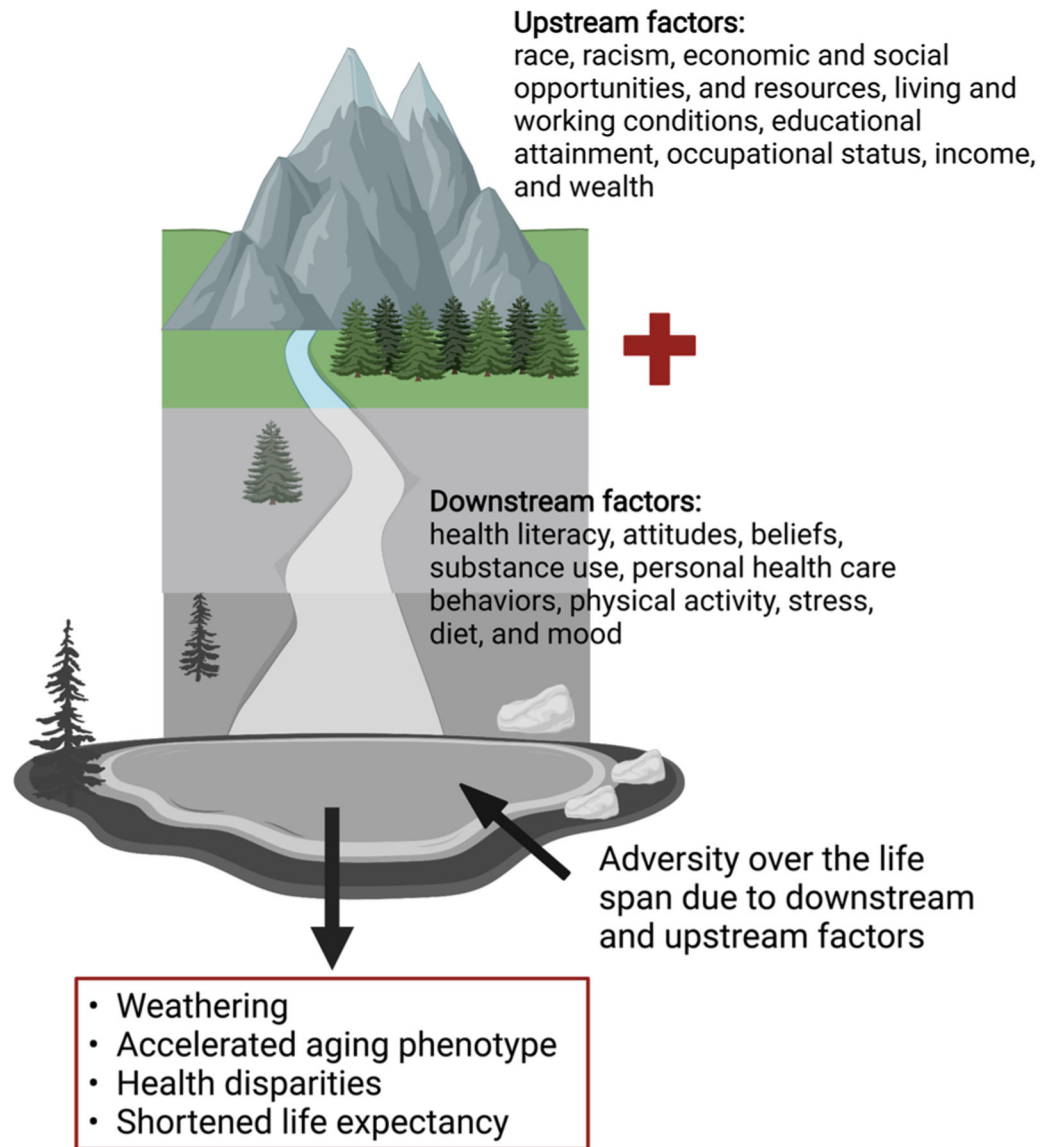 Upstream factors:
race, racism, economic and social
opportunities, and resources, living and
working conditions, educational
attainment, occupational status, income,
and wealth
Downstream factors:
health literacy, attitudes, beliefs,
substance use, personal health care
behaviors, physical activity, stress,
diet, and mood
Adversity over the life
span due to downstream
and upstream factors
• Weathering
• Accelerated aging phenotype
• Health disparities
• Shortened life expectancy